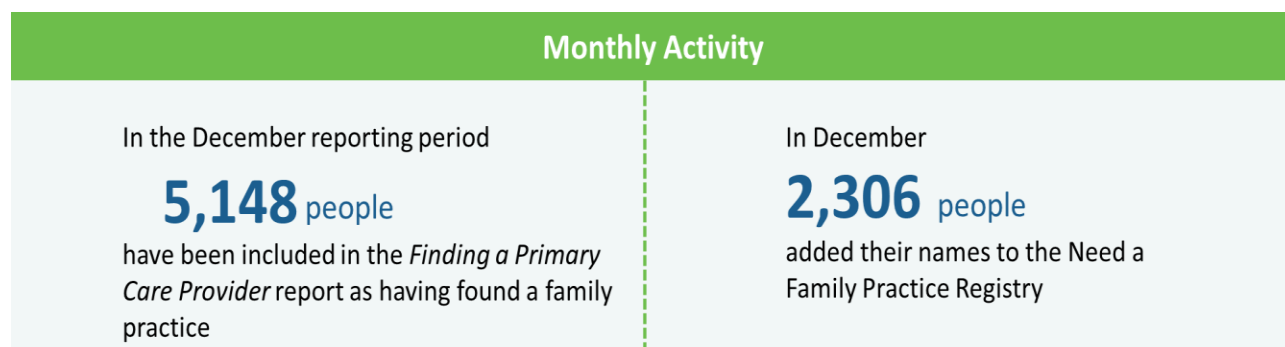 Monthly Activity
In the December reporting period
5,148 people
have been included in the Finding a Primary
Care Provider report as having found a family
practice
In December
2,306 people
added their names to the Need a
Family Practice Registry